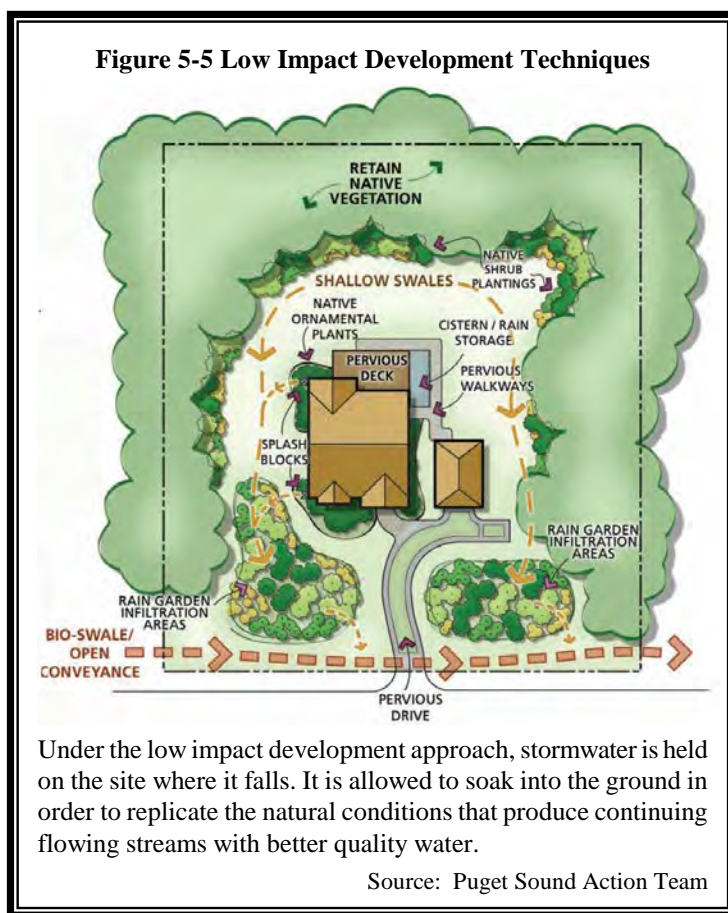 Figure 5-5 Low Impact Development Techniques
RETAIN
NATIVE
VEGETATION
NATIVE
SHRUB
PLANTINGS
SHALLOW SWALES
NATIVE
ORNAMENTAL
PLANTS
CISTERN / RAIN
STORAGE
PERVIOUS
DECK
PERVIOUS
WALKWAYS
SPLASH
BLOCKS
RAIN GARDEN
INFILTRATION
AREAS
RAIN GARDEN
INFILTRATION
AREAS
BIO-SWALE/
OPEN
CONVEYANCE
PERVIOUS
DRIVE
Under the low impact development approach, stormwater is held
on the site where it falls. It is allowed to soak into the ground in
order to replicate the natural conditions that produce continuing
flowing streams with better quality water.
Source: Puget Sound Action Team